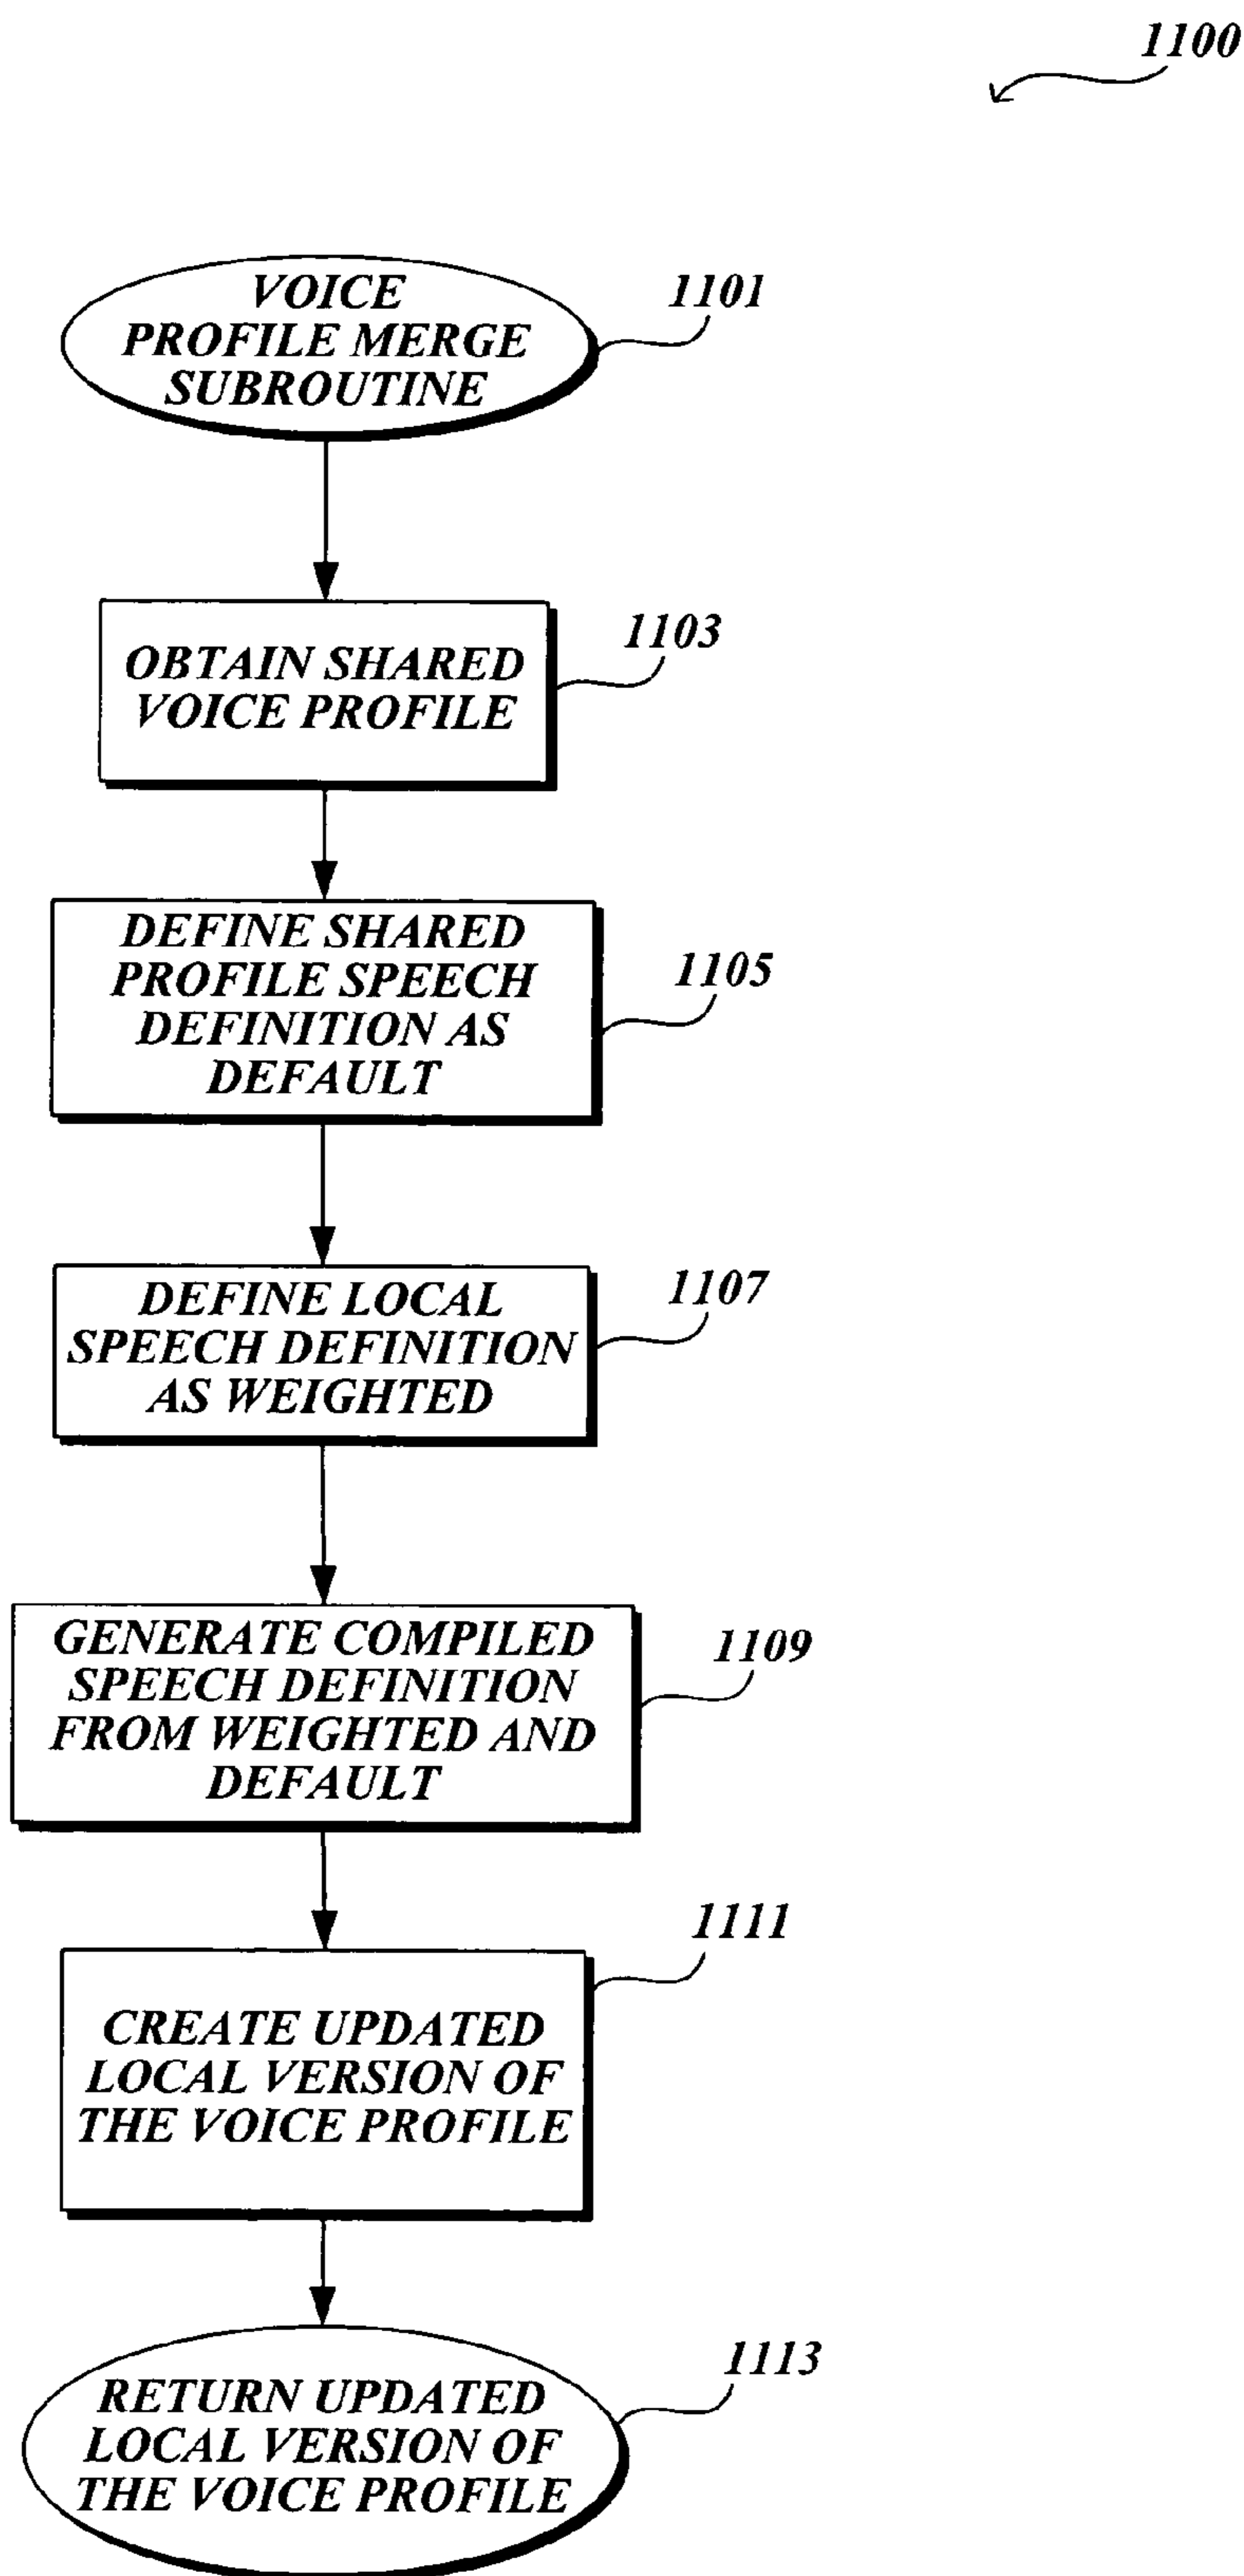 1100
VOICE
PROFILE MERGE
SUBROUTINE
1101
OBTAIN SHARED
VOICE PROFILE
1103
DEFINE SHARED
PROFILE SPEECH
DEFINITION AS
DEFAULT
1105
DEFINE LOCAL
SPEECH DEFINITION
AS WEIGHTED
1107
GENERATE COMPILED
SPEECH DEFINITION
FROM WEIGHTED AND
DEFAULT
1109
CREATE UPDATED
LOCAL VERSION OF
THE VOICE PROFILE
1111
RETURN UPDATED
LOCAL VERSION OF
THE VOICE PROFILE
1113